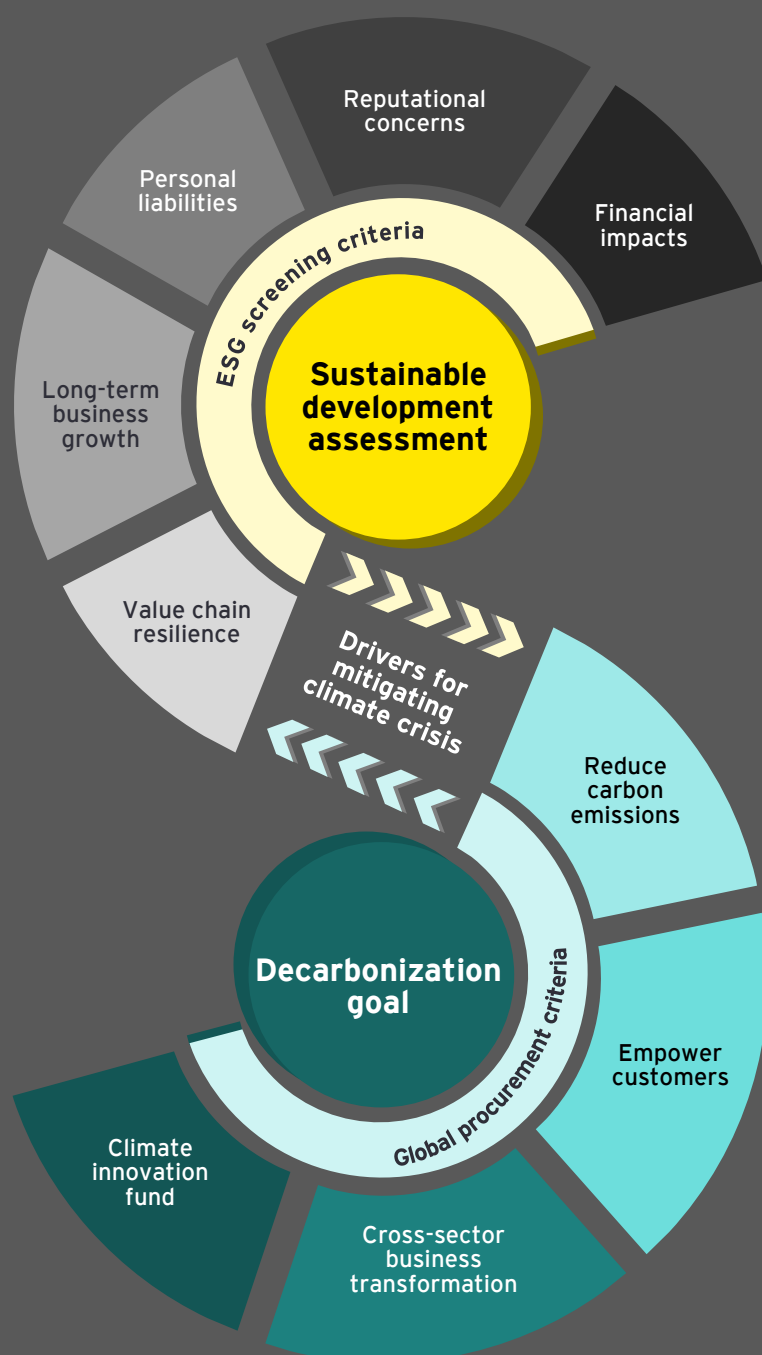 Reputational
concerns
Financial
impacts
Personal
liabilities
ESG screening criteria
Sustainable
development
assessment
Long-term
business
growth
Value chain
resilience
Drivers for
mitigating
climate crisis
Reduce
carbon
emissions
Decarbonization
goal
Global procurement criteria
Empower
customers
Climate
innovation
fund
Cross-sector
business
transformation